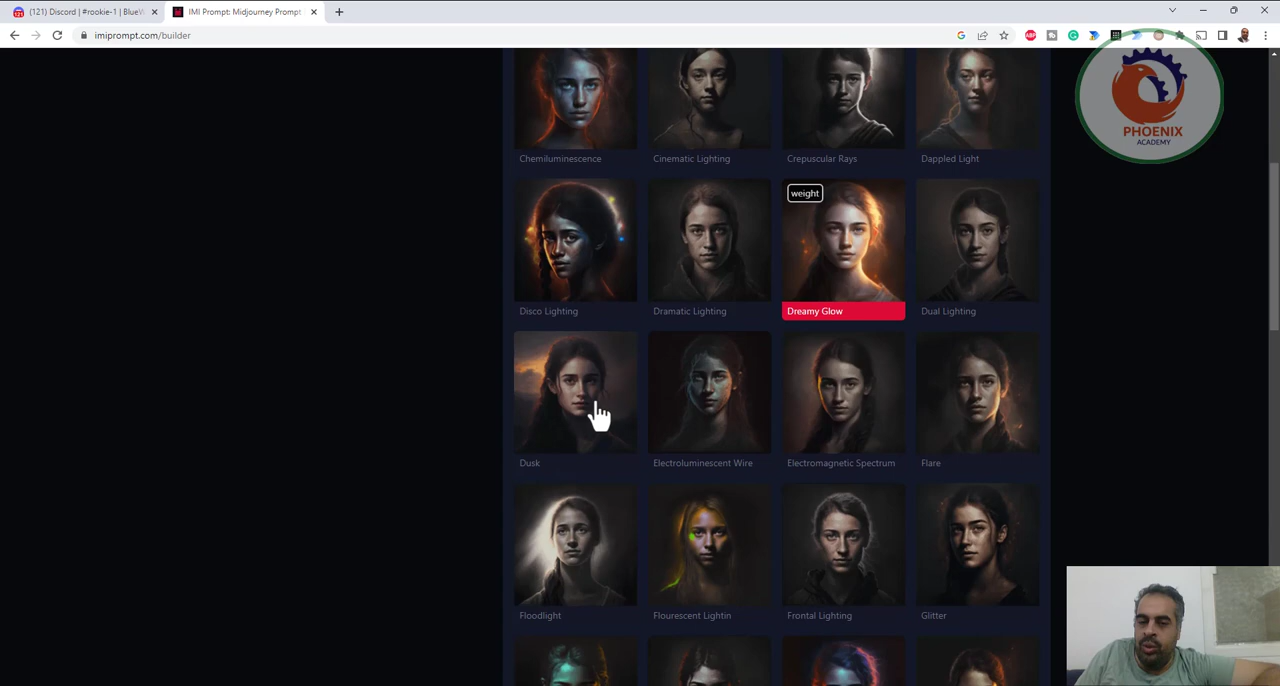 (121) Discord | #rookie-1 | BlueW
IMI Prompt: Midjourney Prompt
imiprompt.com/builder
PHOENIX
ACADEMY
Chemiluminescence
Cinematic Lighting
Crepuscular Rays
Dappled Light
weight
Disco Lighting
Dramatic Lighting
Dreamy Glow
Dual Lighting
Dusk
Electroluminescent Wire
Electromagnetic Spectrum
Flare
Floodlight
Flourescent Lightin
Frontal Lighting
Glitter